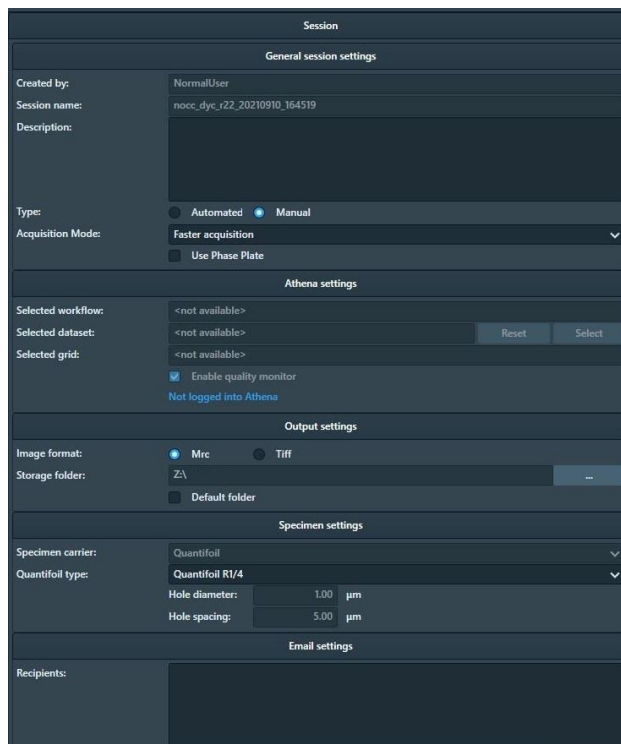 Session
General session settings
Created by: NormalUser
Session name: nocc_dyc_r22_20210910_164519
Description:
Type: Automated Manual
Acquisition Mode: Faster acquisition
Use Phase Plate
Athena settings
Selected workflow: <not available>
Selected dataset: <not available> Reset Select
Selected grid: <not available>
Enable quality monitor
Not logged into Athena
Output settings
Image format: Mrc Tiff
Storage folder: Z:\ ...
Default folder
Specimen settings
Specimen carrier: Quantifoil
Quantifoil type: Quantifoil R1/4
Hole diameter: 1.00 μm
Hole spacing: 5.00 μm
Email settings
Recipients: